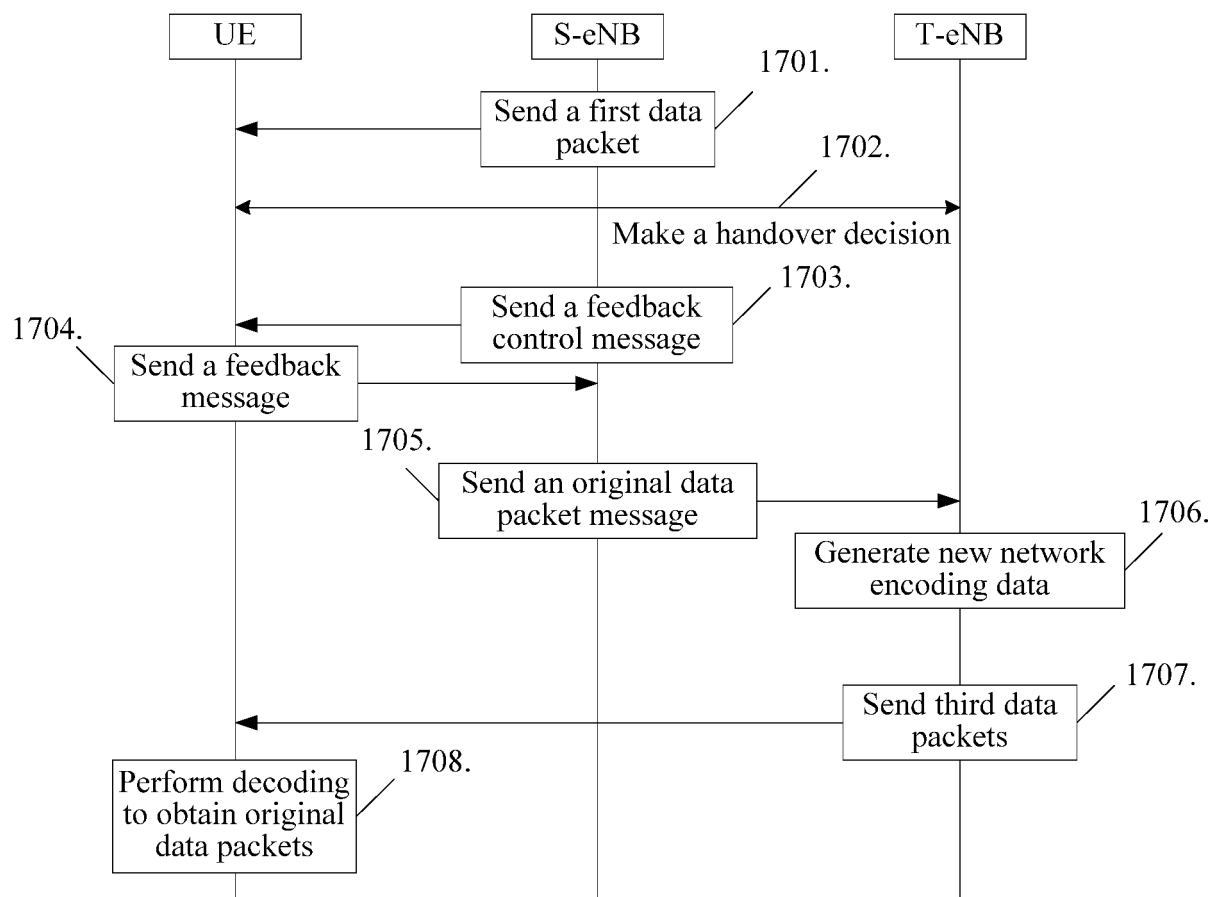 UE
S-eNB
T-eNB
1701.
Send a first data
packet
1702.
Make a handover decision
1703.
Send a feedback
control message
1704.
Send a feedback
message
1705.
Send an original data
packet message
1706.
Generate new network
encoding data
1707.
Send third data
packets
1708.
Perform decoding
to obtain original
data packets